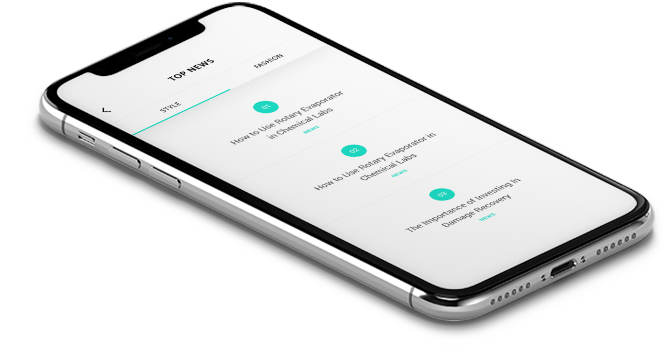 TOP NEWS
STYLE
FASHION
01
How to Use Rotary Evaporator
in Chemical Labs
NEWS
02
How to Use Rotary Evaporator in
Chemical Labs
NEWS
03
The Importance of Investing In
Damage Recovery
NEWS